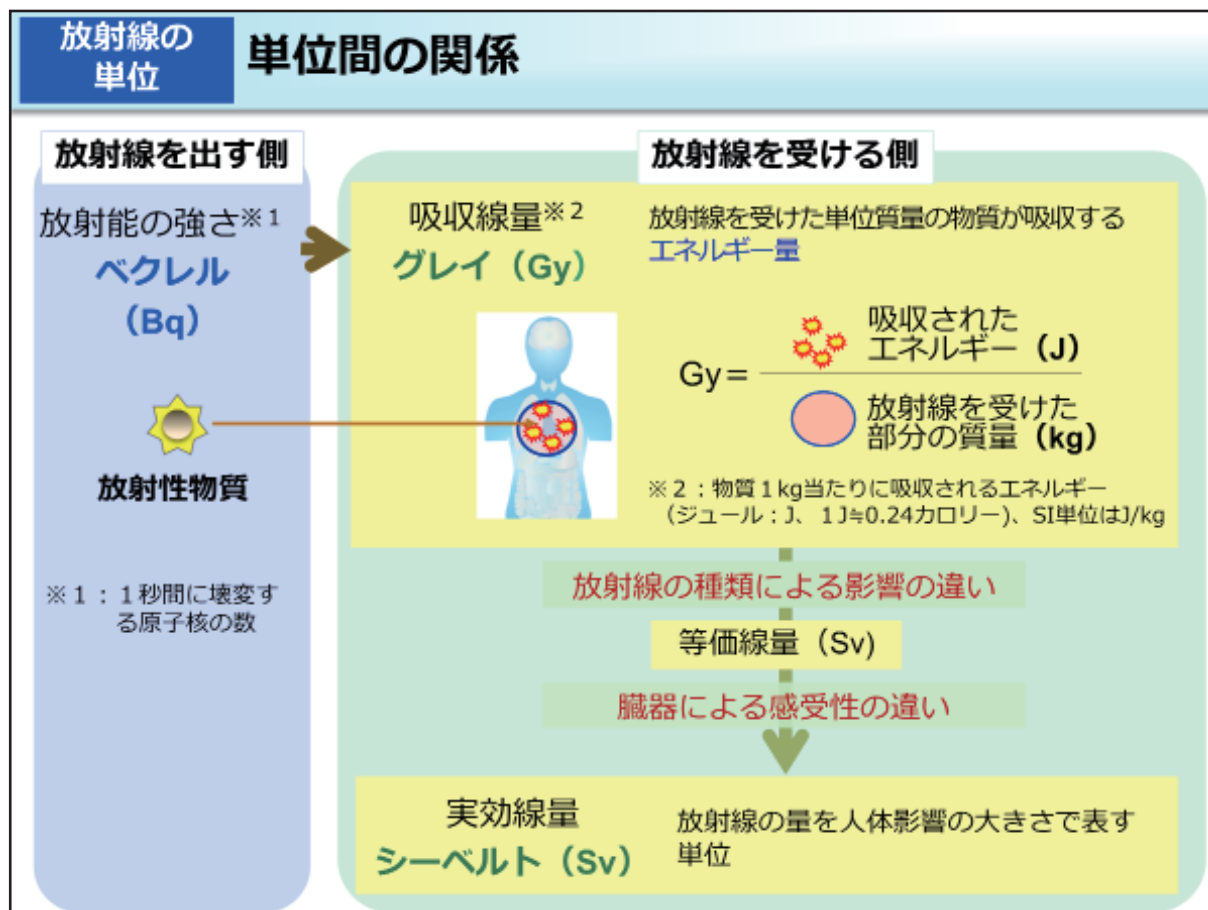 放射線の
単位
単位間の関係
放射線を出す側
放射能の強さ※1
ベクレル
（Bq）
放射性物質
※1：1秒間に壊変す
る原子核の数
放射線を受ける側
吸収線量※2
グレイ（Gy）
放射線を受けた単位質量の物質が吸収する
エネルギー量
Gy＝
吸収された
エネルギー（J）
放射線を受けた
部分の質量（kg）
※2：物質1kg当たりに吸収されるエネルギー
（ジュール：J、1J≒0.24カロリー)、SI単位はJ/kg
放射線の種類による影響の違い
等価線量（Sv)
臓器による感受性の違い
実効線量
シーベルト（Sv）
放射線の量を人体影響の大きさで表す
単位